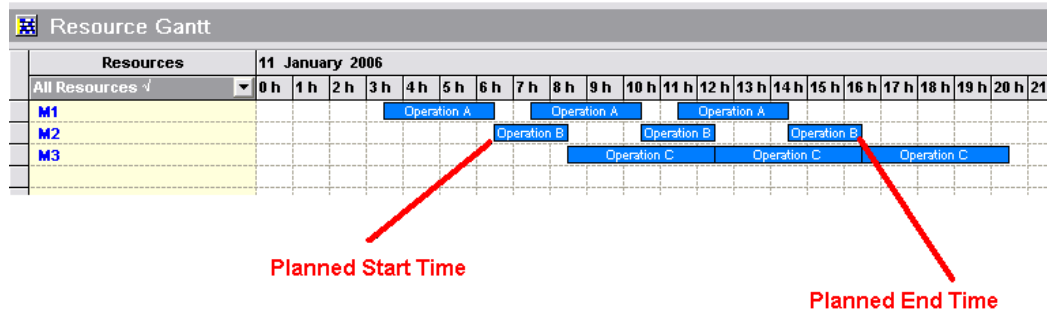 Resource Gantt
Resources 11 January 2006
All Resources √ 0 h 1 h 2 h 3 h 4 h 5 h 6 h 7 h 8 h 9 h 10 h 11 h 12 h 13 h 14 h 15 h 16 h 17 h 18 h 19 h 20 h 21
M1 Operation A Operation A Operation A
M2 Operation B Operation B Operation B
M3 Operation C Operation C Operation C
Planned Start Time
Planned End Time